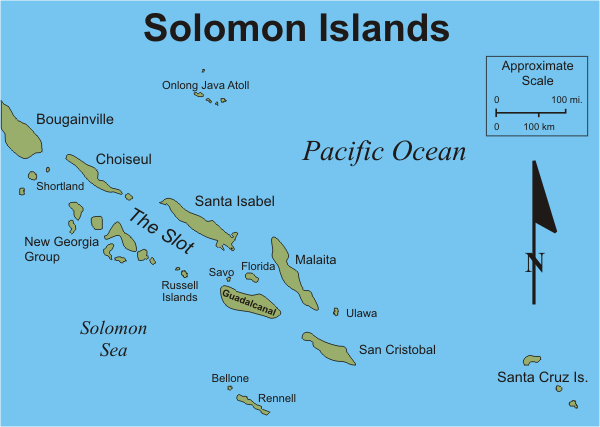 Solomon Islands
Approximate
Scale
0 100 mi.
0 100 km
Onlong Java Atoll
Bougainville
Pacific Ocean
Choiseul
Shortland
Santa Isabel
The Slot
New Georgia
Group
Savo
Florida
Malaita
N
Russell
Islands
Guadalcanal
Ulawa
Solomon
Sea
San Cristobal
Bellone
Santa Cruz Is.
Rennell